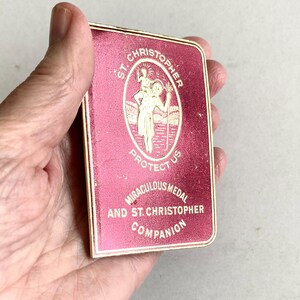 ST. CHRISTOPHER
PROTECT US
MIRACULOUS MEDAL
AND ST. CHRISTOPHER
COMPANION